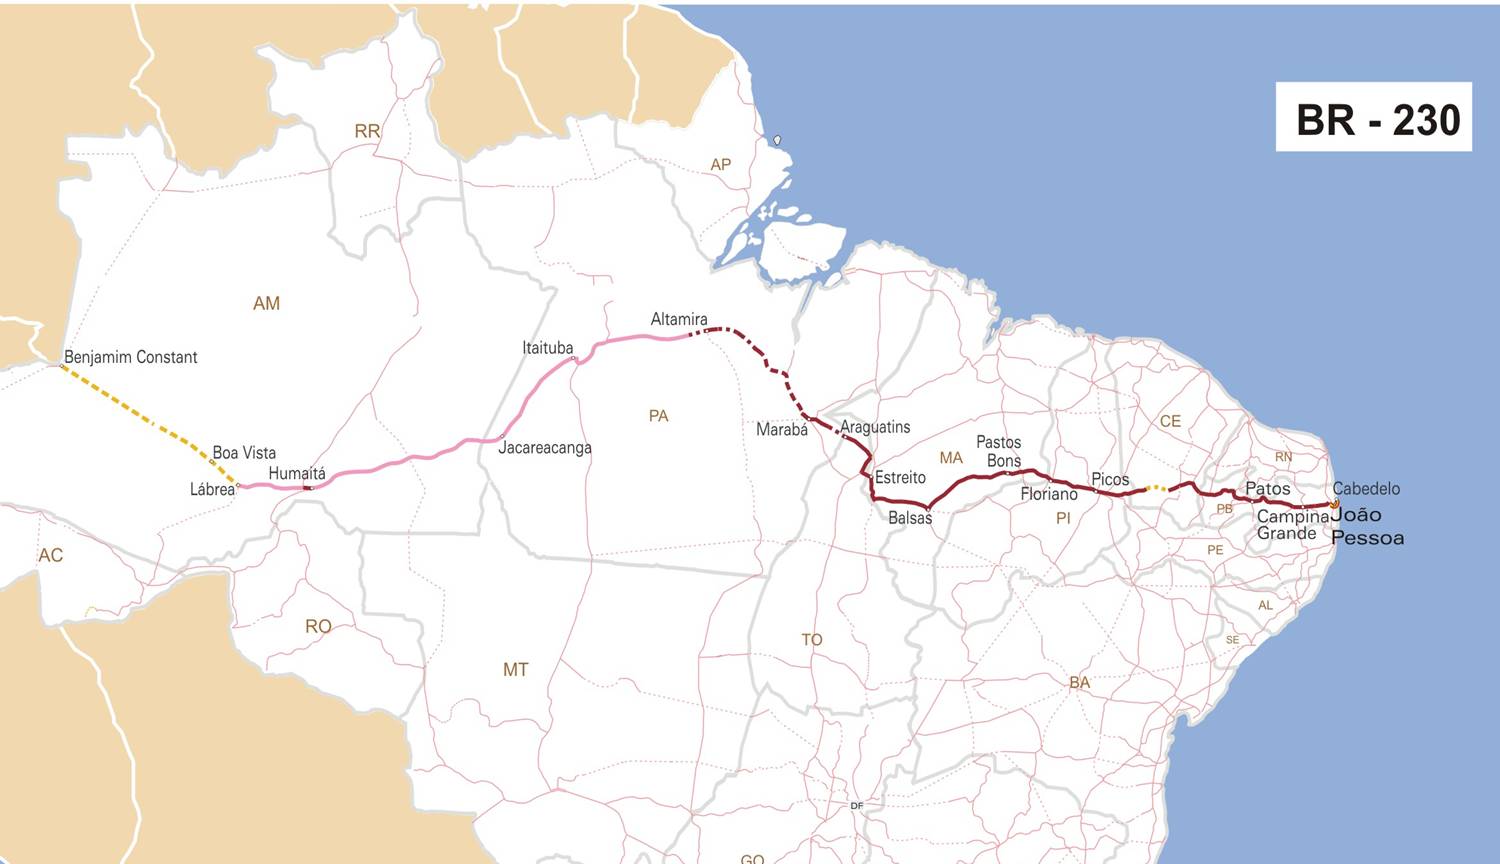 BR - 230
RR
AP
AM
Altamira
Itaituba
Benjamim Constant
PA
Marabá
Araguatins
CE
Jacareacanga
Pastos
Bons
MA
Boa Vista
RN
Humaitá
Estreito
Picos
Lábrea
Floriano
Patos
Cabedelo
Balsas
PI
PB
Campina
Grande
João
Pessoa
AC
PE
AL
RO
TO
SE
MT
BA
DF
GO